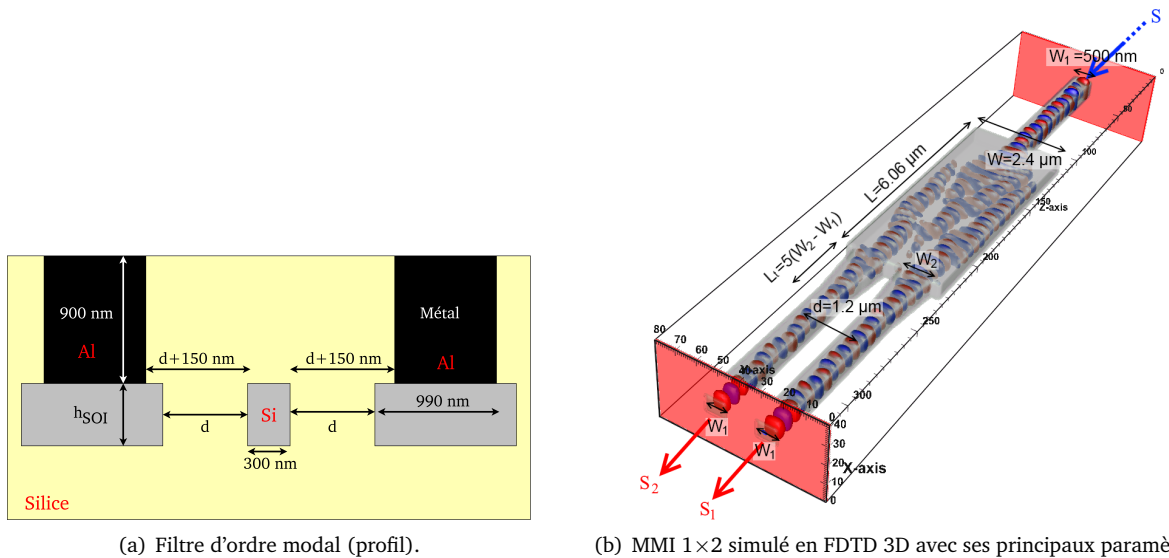 900 nm
Al
Métal
Al
d+150 nm
d+150 nm
hSOI
d
Si
d
990 nm
300 nm
Silice
(a) Filtre d'ordre modal (profil).
S
W1 =500 nm
0
50
100
150
200
250
300
W=2.4 µm
Z-axis
L=6.06 µm
Lt=5(W2 - W1)
W2
d=1.2 µm
80
70
60
50
40
30
20
10
0
40
30
20
10
0
X-axis
W1
W1
S2
S1
(b) MMI 1×2 simulé en FDTD 3D avec ses principaux paramè